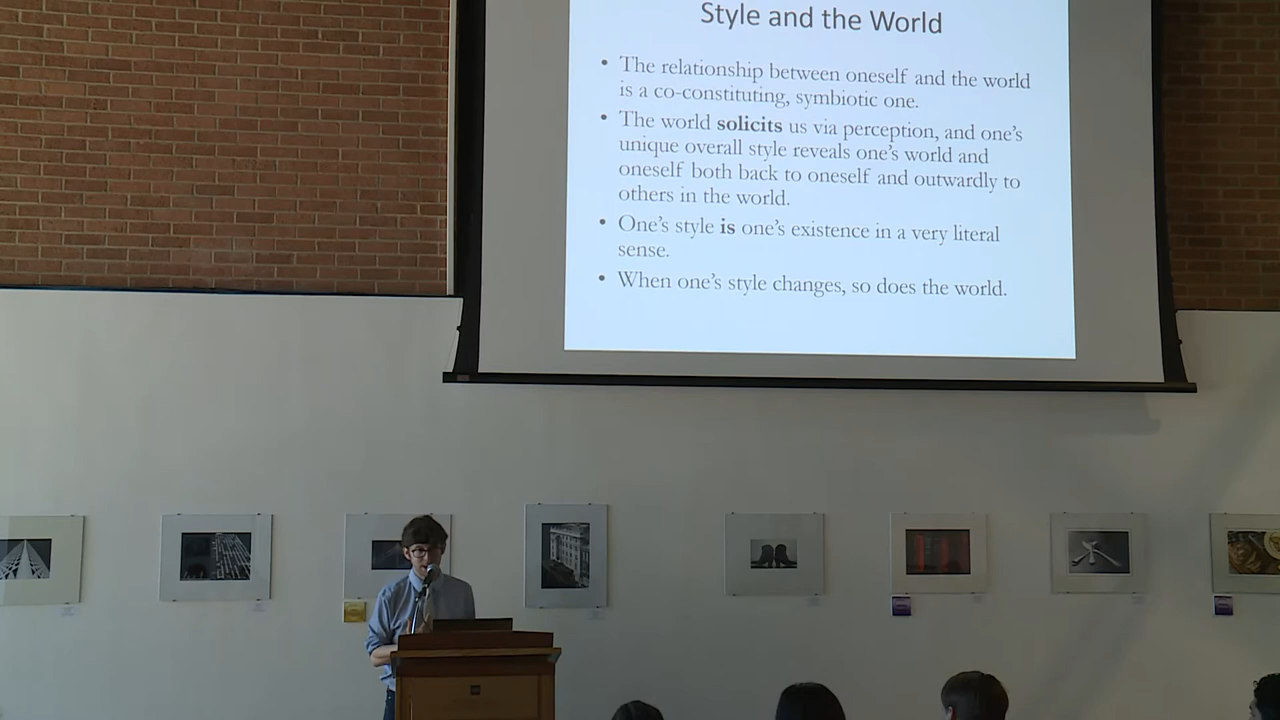 Style and the World
• The relationship between oneself and the world
is a co-constituting, symbiotic one.
• The world solicits us via perception, and one's
unique overall style reveals one's world and
oneself both back to oneself and outwardly to
others in the world.
• One's style is one's existence in a very literal
sense.
• When one's style changes, so does the world.